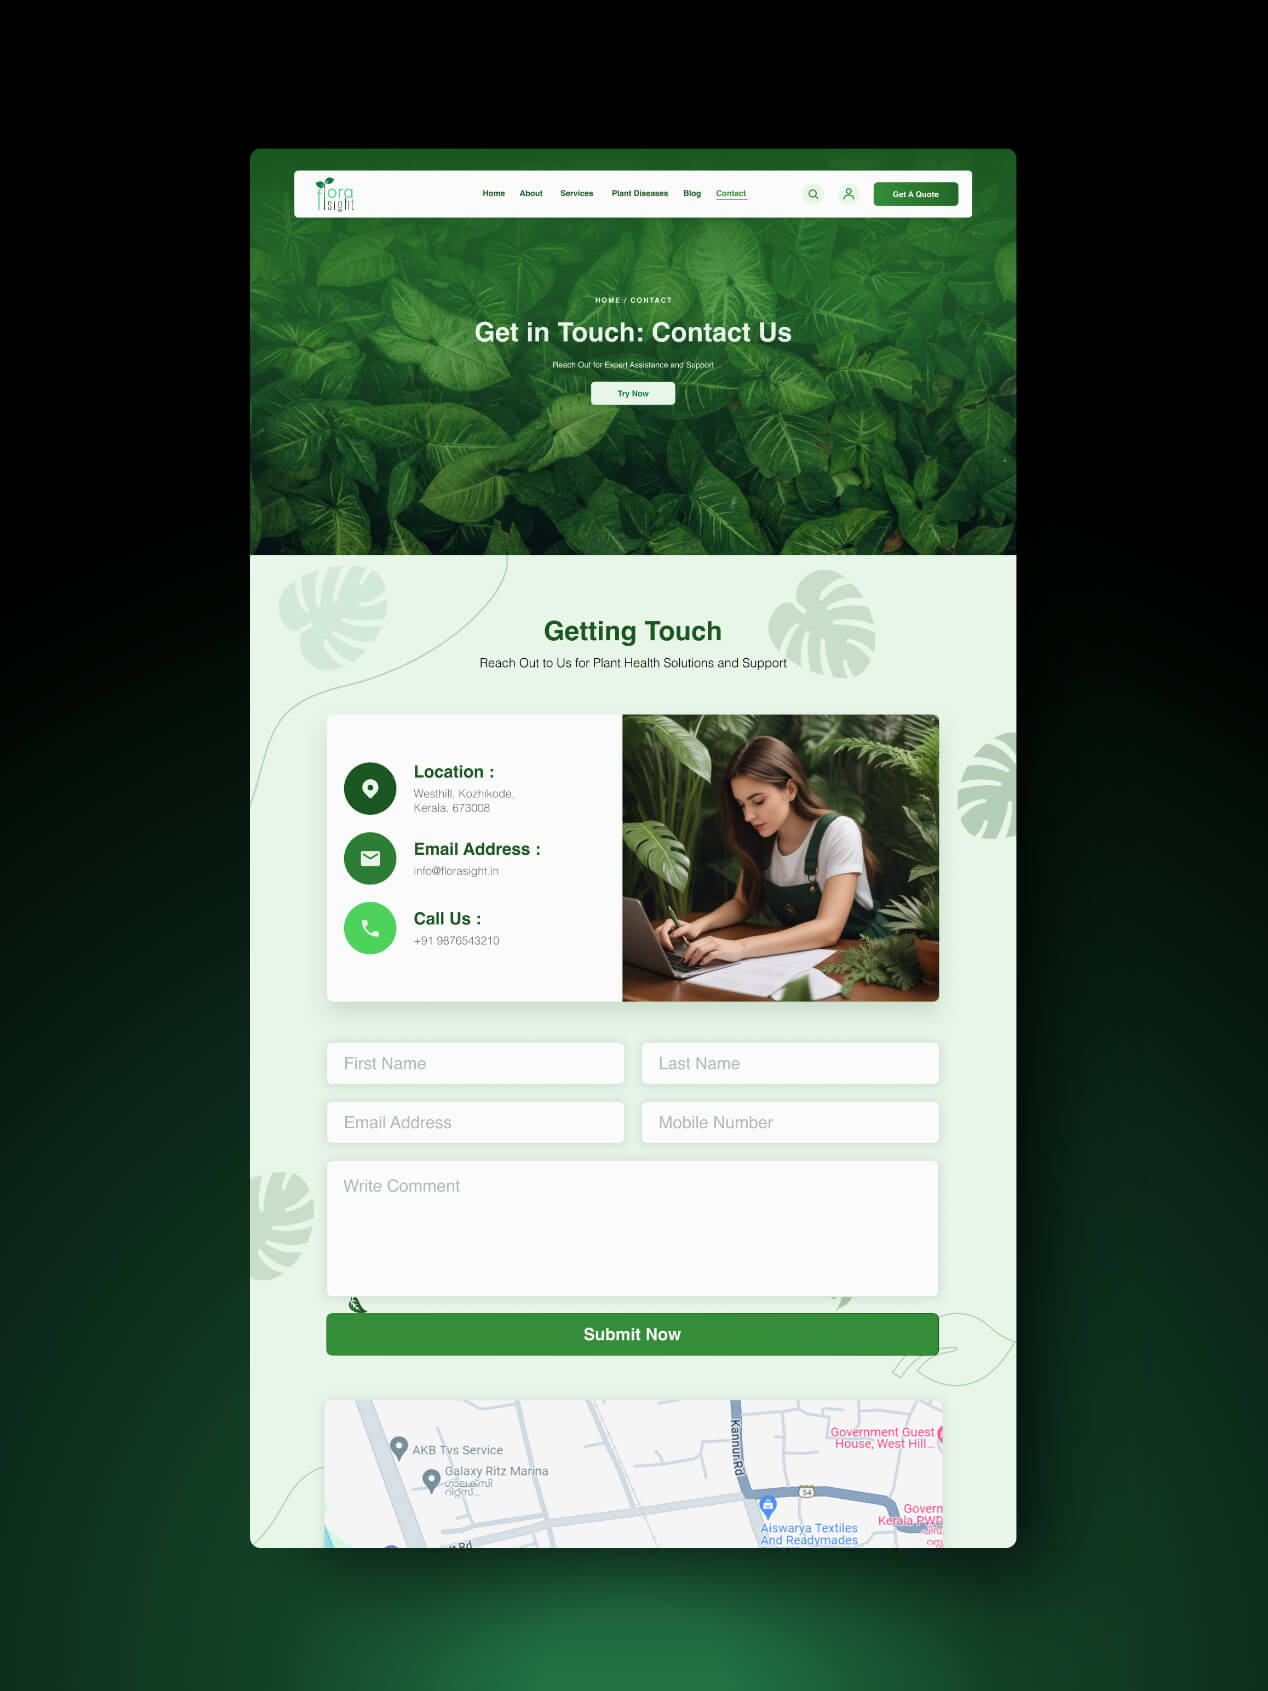 flora
sight
Home About Services Plant Diseases Blog Contact
Get A Quote
HOME / CONTACT
Get in Touch: Contact Us
Reach Out for Expert Assistance and Support
Try Now
Getting Touch
Reach Out to Us for Plant Health Solutions and Support
Location :
Westhill, Kozhikode,
Kerala, 673008
Email Address :
info@florasight.in
Call Us :
+91 9876543210
First Name
Last Name
Email Address
Mobile Number
Write Comment
Submit Now
Kannur Rd
Government Guest
House, West Hill...
AKB Tvs Service
Galaxy Ritz Marina
ഗാലക്സി
റിറ്റ്സ്...
54
Govern
Kerala PWD
Aiswarya Textiles
And Readymades
Rd